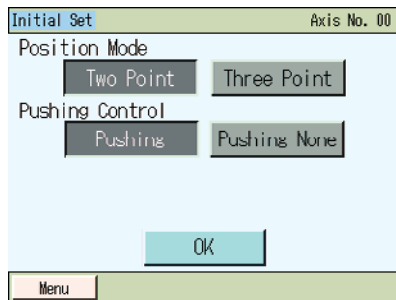 Initial Set Axis No. 00
Position Mode
Two Point Three Point
Pushing Control
Pushing Pushing None
OK
Menu